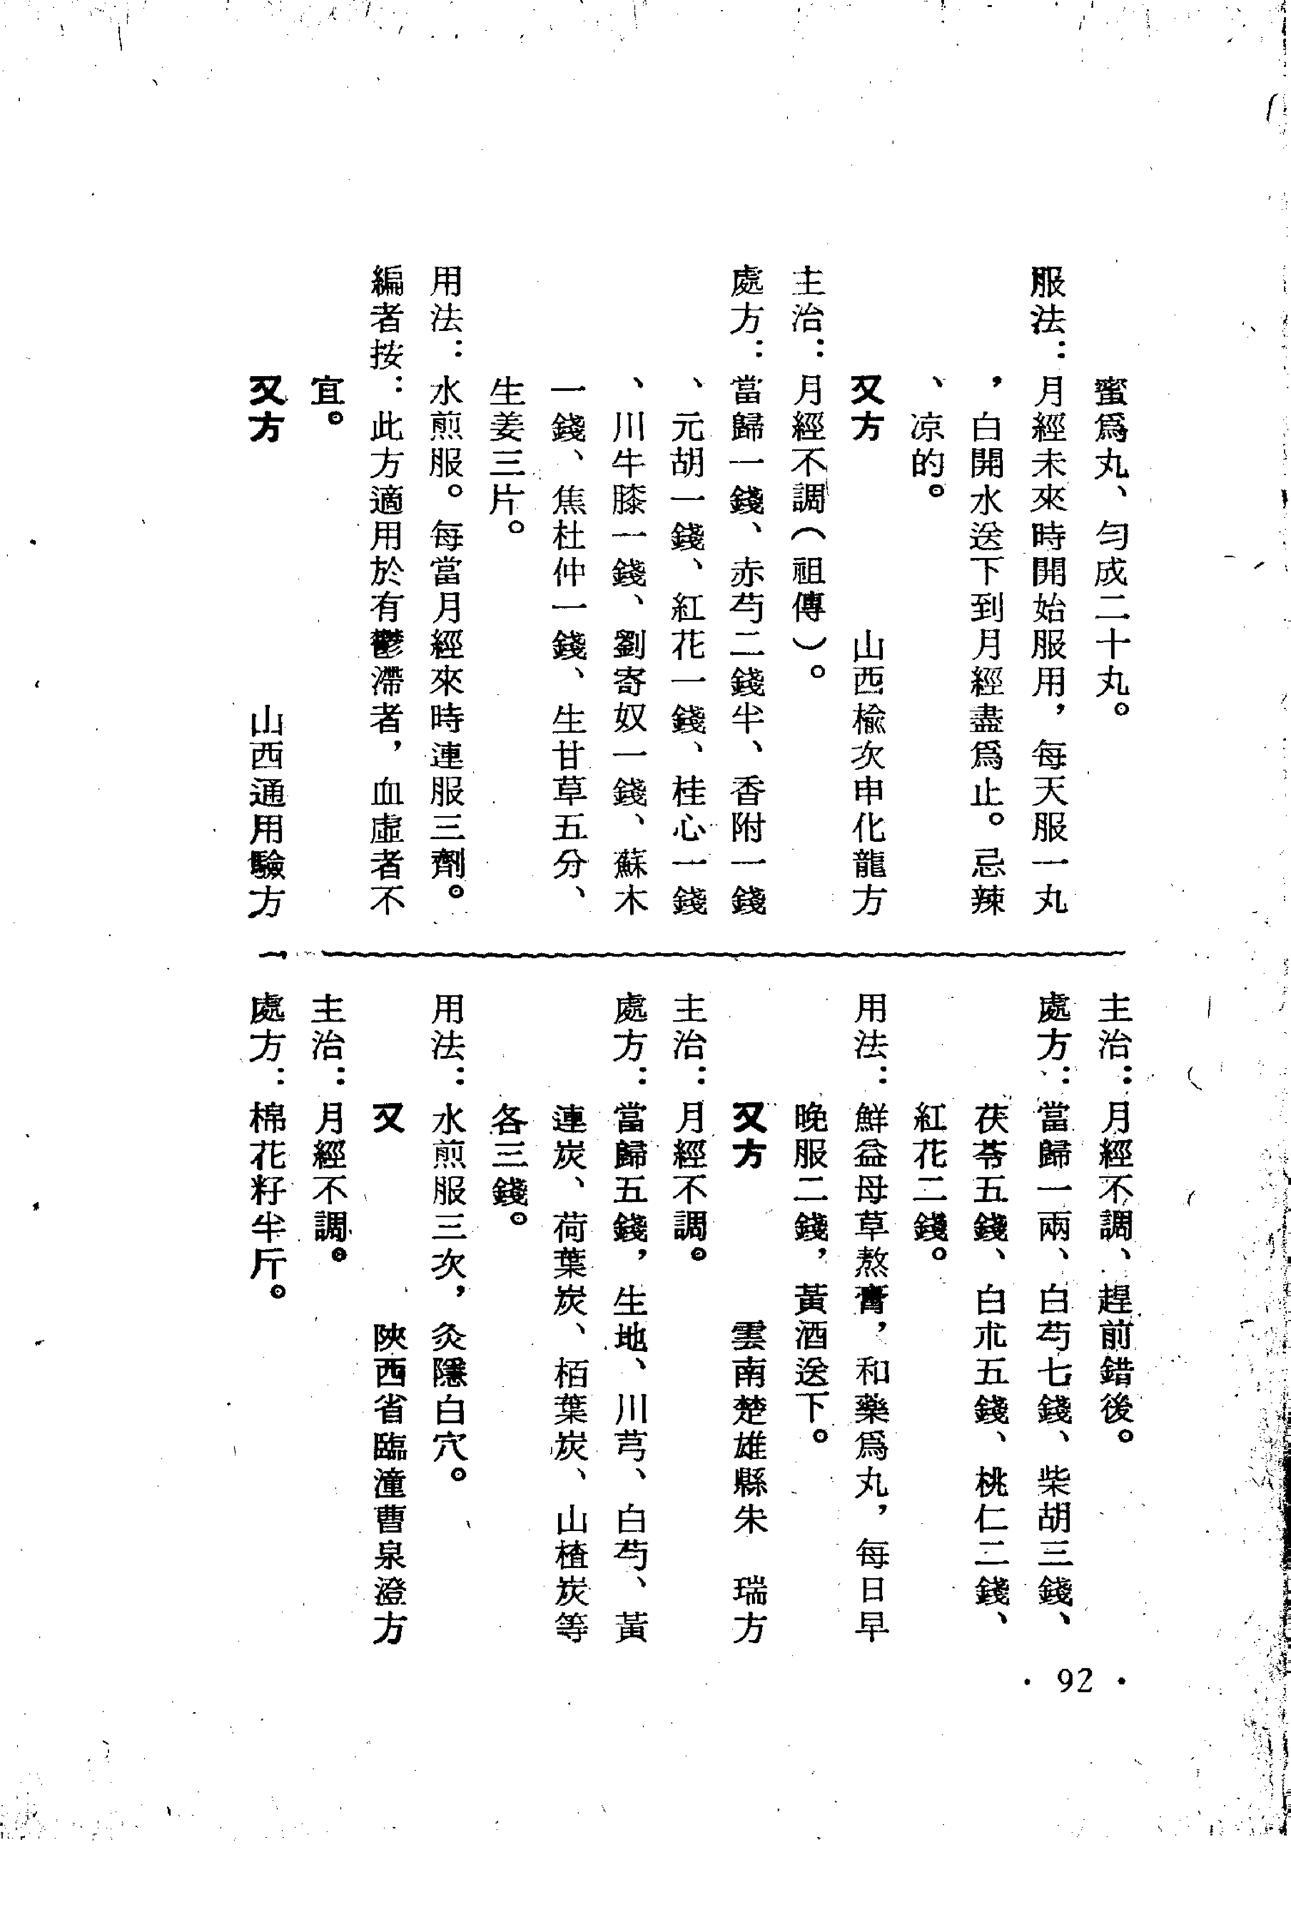 蜜爲丸、勻成二十丸。
服法：月經未來時開始服用，每天服一丸
，白開水送下到月經盡爲止。忌辣
、凉的。
又方　山西楡次申化龍方
主治：月經不調（祖傳）。
處方：當歸一錢、赤芍二錢半、香附一錢
、元胡一錢、紅花一錢、桂心一錢
、川牛膝一錢、劉寄奴一錢、蘇木
一錢、焦杜仲一錢、生甘草五分、
生姜三片。
用法：水煎服。每當月經來時連服三劑。
編者按：此方適用於有鬱滯者，血虛者不
宜。
又方　山西通用驗方
主治：月經不調、趕前錯後。
處方：當歸一兩、白芍七錢、柴胡三錢、
茯苓五錢、白朮五錢、桃仁二錢、
紅花二錢。
用法：鮮益母草熬膏，和藥爲丸，每日早
晚服二錢，黃酒送下。
又方　雲南楚雄縣朱　瑞方
主治：月經不調。
處方：當歸五錢，生地、川芎、白芍、黃
連炭、荷葉炭、栢葉炭、山楂炭等
各三錢。
用法：水煎服三次，灸隱白穴。
又　陝西省臨潼曹泉澄方
主治：月經不調。
處方：棉花籽半斤。
· 92 ·